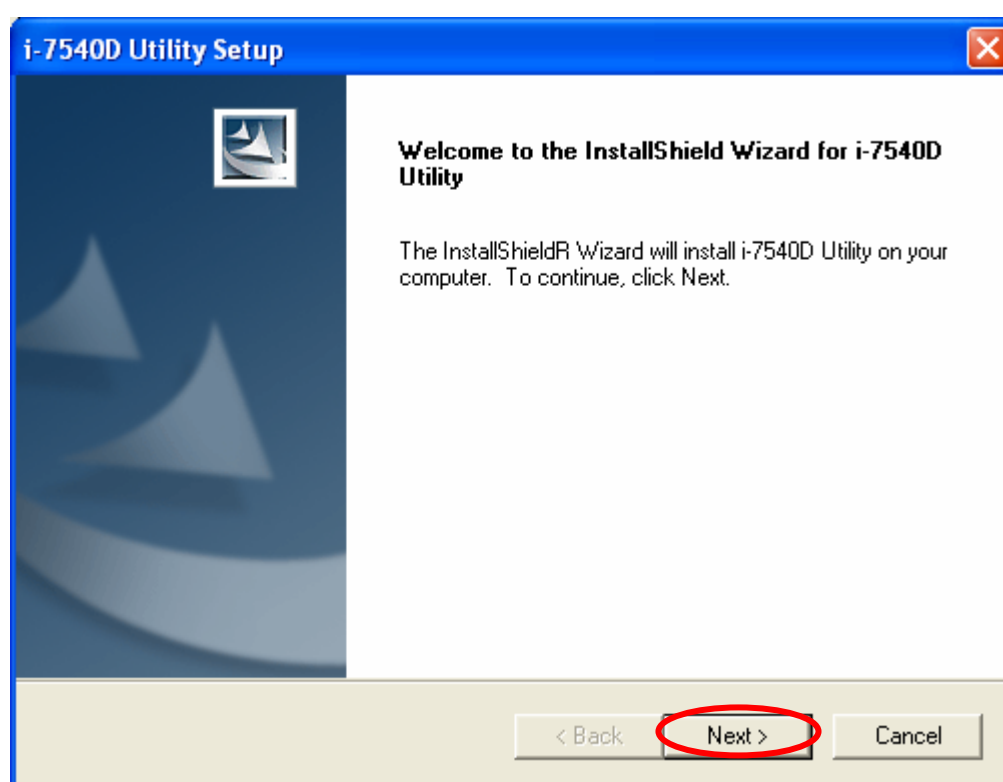 i-7540D Utility Setup
Welcome to the InstallShield Wizard for i-7540D
Utility
The InstallShieldR Wizard will install i-7540D Utility on your
computer.  To continue, click Next.
< Back
Next >
Cancel